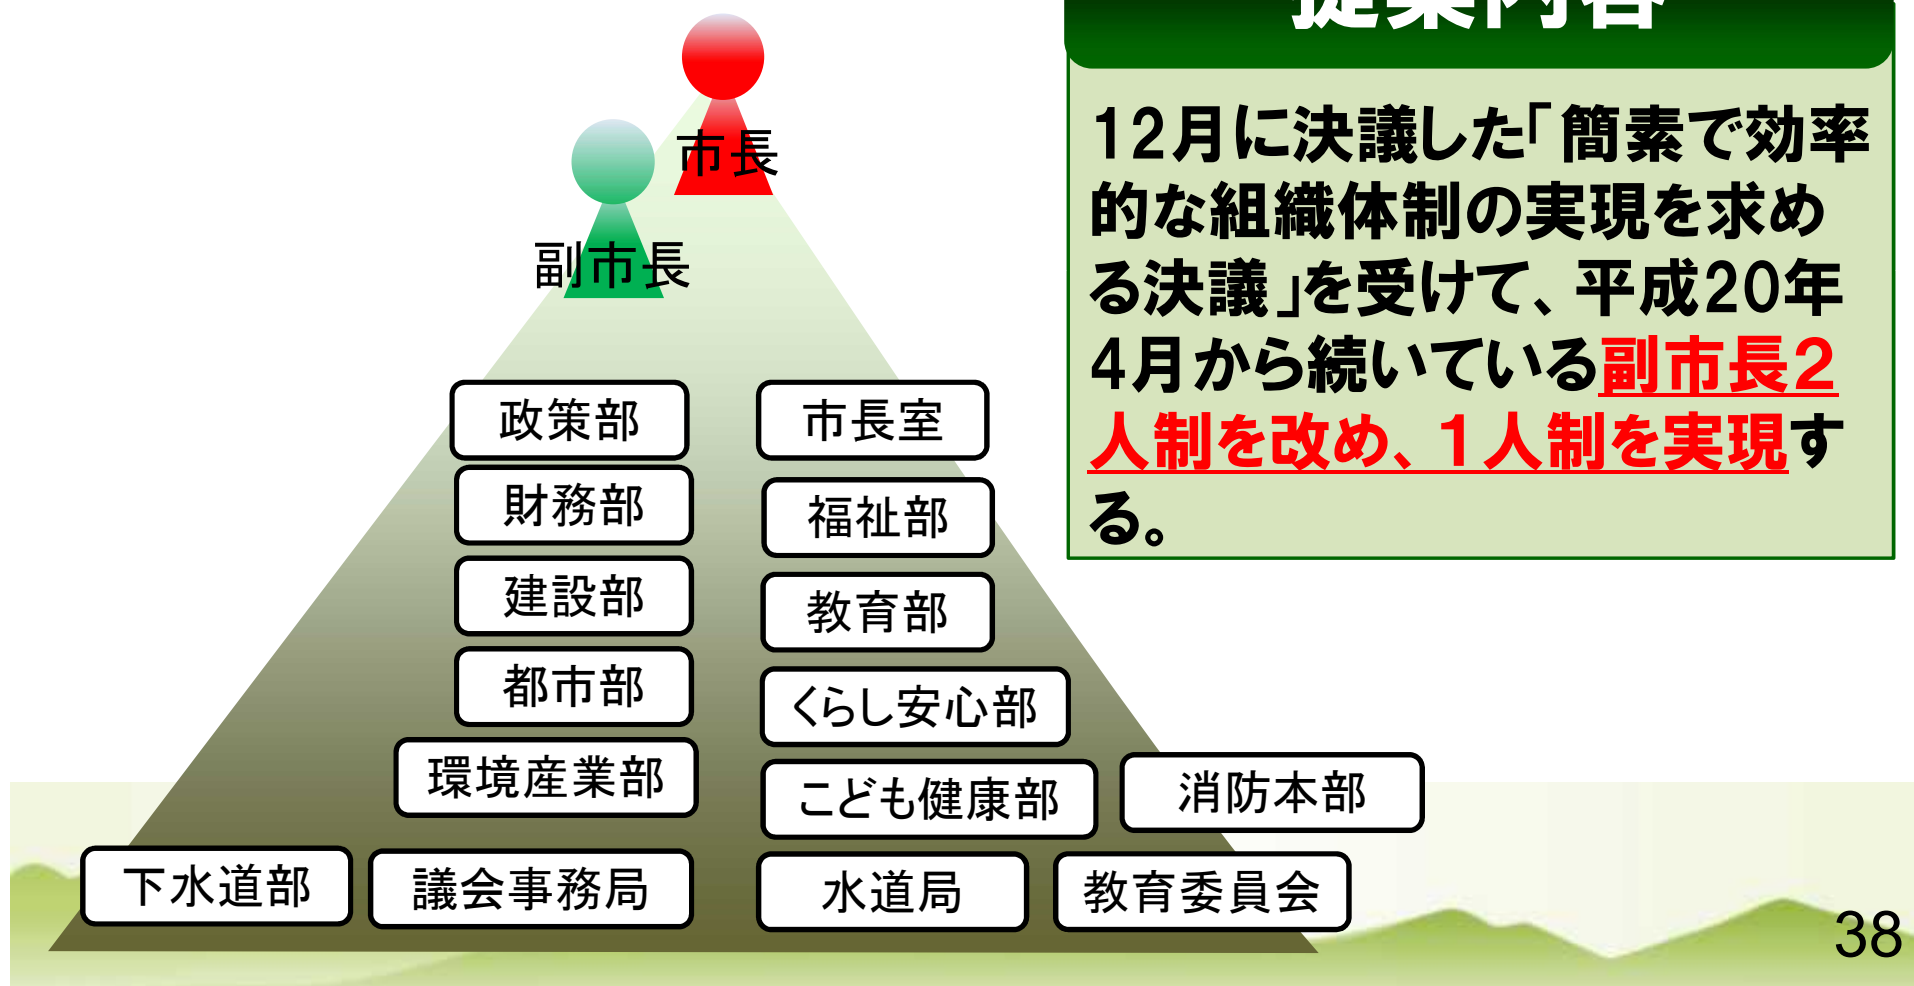 提案内容
市長
副市長
12月に決議した「簡素で効率
的な組織体制の実現を求め
る決議」を受けて、平成20年
4月から続いている副市長２
人制を改め、１人制を実現す
る。
政策部
市長室
財務部
福祉部
建設部
教育部
都市部
くらし安心部
環境産業部
こども健康部
消防本部
下水道部
議会事務局
水道局
教育委員会
38